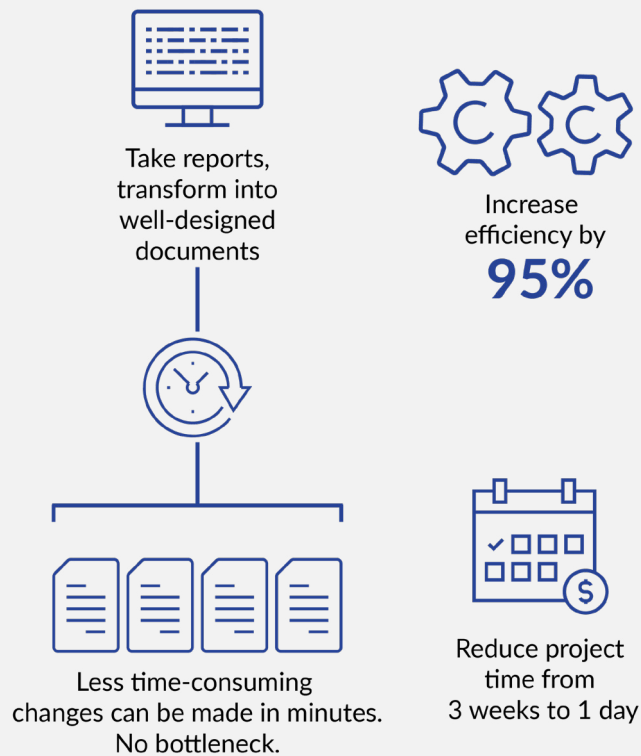 Take reports,
transform into
well-designed
documents
Increase
efficiency by
95%
Less time-consuming
changes can be made in minutes.
No bottleneck.
$
Reduce project
time from
3 weeks to 1 day